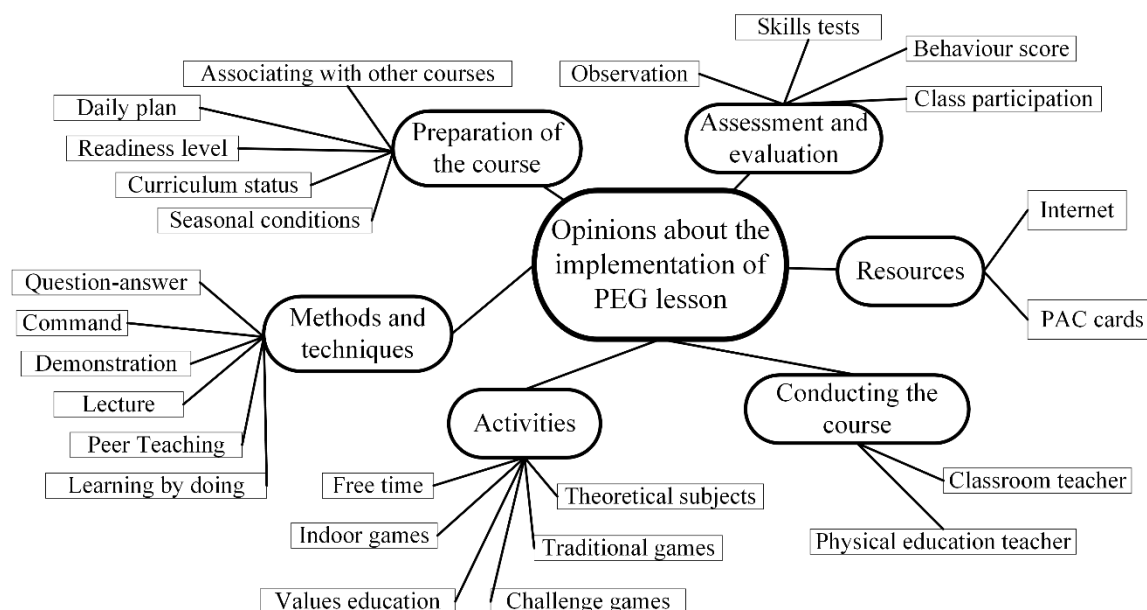 Skills tests
Behaviour score
Observation
Class participation
Assessment and
evaluation
Associating with other courses
Daily plan
Readiness level
Curriculum status
Seasonal conditions
Preparation of
the course
Opinions about the
implementation of
PEG lesson
Internet
Resources
PAC cards
Question-answer
Command
Demonstration
Lecture
Peer Teaching
Learning by doing
Methods and
techniques
Activities
Free time
Indoor games
Values education
Challenge games
Traditional games
Theoretical subjects
Conducting the
course
Classroom teacher
Physical education teacher